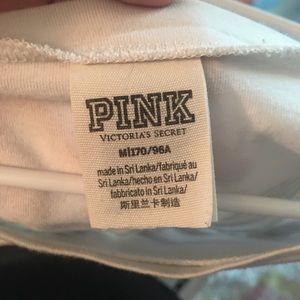 PINK
VICTORIA'S SECRET
M|170/96A
made in Sri Lanka/fabriqué au
Sri Lanka/hecho en Sri Lanka/
fabbricato in Sri Lanka/
斯里兰卡制造